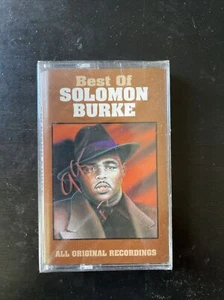 Best Of
SOLOMON
BURKE
ALL ORIGINAL RECORDINGS